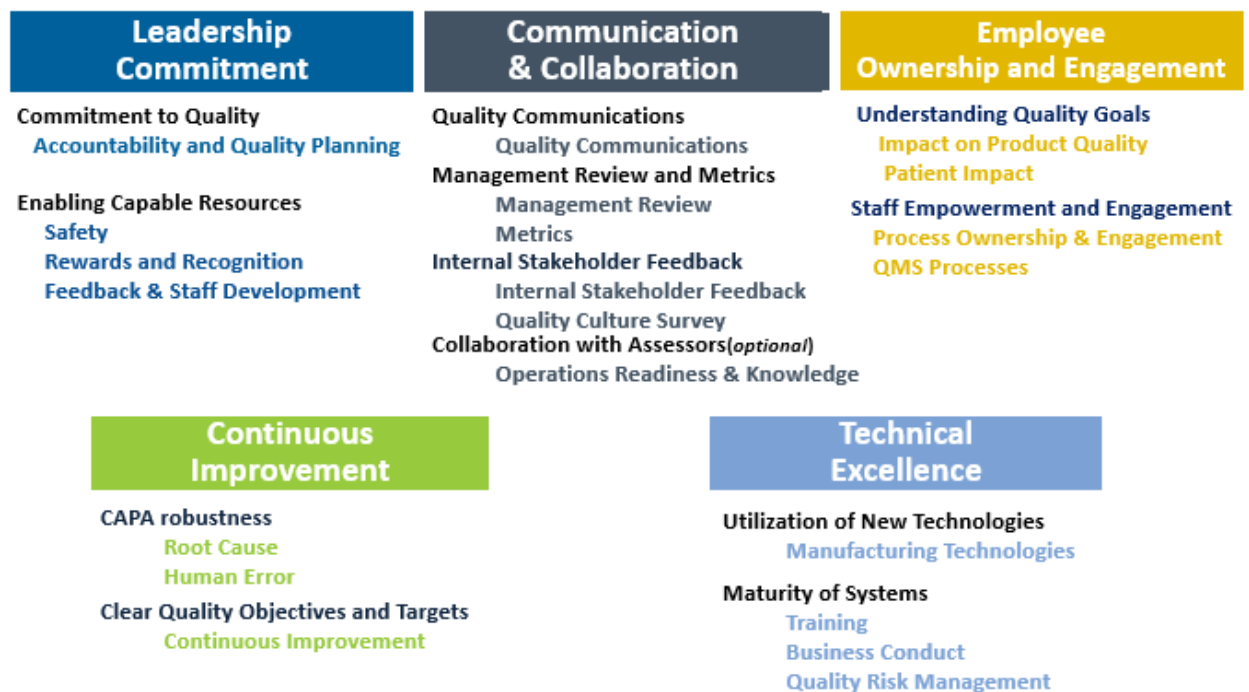 Leadership
Commitment
Commitment to Quality
Accountability and Quality Planning
Enabling Capable Resources
Safety
Rewards and Recognition
Feedback & Staff Development
Communication
& Collaboration
Quality Communications
Quality Communications
Management Review and Metrics
Management Review
Metrics
Internal Stakeholder Feedback
Internal Stakeholder Feedback
Quality Culture Survey
Collaboration with Assessors(optional)
Operations Readiness & Knowledge
Employee
Ownership and Engagement
Understanding Quality Goals
Impact on Product Quality
Patient Impact
Staff Empowerment and Engagement
Process Ownership & Engagement
QMS Processes
Continuous
Improvement
CAPA robustness
Root Cause
Human Error
Clear Quality Objectives and Targets
Continuous Improvement
Technical
Excellence
Utilization of New Technologies
Manufacturing Technologies
Maturity of Systems
Training
Business Conduct
Quality Risk Management